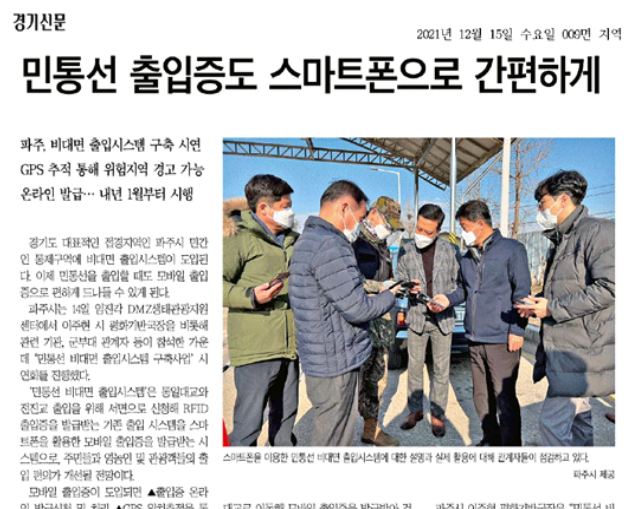 경기신문
2021년 12월 15일 수요일 009면 지역
민통선 출입증도 스마트폰으로 간편하게
파주, 비대면 출입시스템 구축 시연
GPS 추적 통해 위험지역 경고 가능
온라인 발급… 내년 1월부터 시행
경기도 대표적인 접경지역인 파주시 민간
인 통제구역에 비대면 출입시스템이 도입된
다. 이제 민통선을 출입할 때도 모바일 출입
증으로 편하게 드나들 수 있게 된다.
파주시는 14일 임진각 DMZ생태관광지원
센터에서 이주현 시 평화기반국장을 비롯해
관련 기관, 군부대 관계자 등이 참석한 가운
데 '민통선 비대면 출입시스템 구축사업' 시
연회를 진행했다.
'민통선 비대면 출입시스템'은 통일대교와
전진교 출입을 위해 서면으로 신청해 RFID
출입증을 발급받는 기존 출입 시스템을 스마
트폰을 활용한 모바일 출입증을 발급받는 시
스템으로, 주민들과 영농민 및 관광객들의 출
입 편의가 개선될 전망이다.
모바일 출입증이 도입되면 ▲출입증 온라
스마트폰을 이용한 민통선 비대면 출입시스템에 대한 설명과 실제 활용에 대해 관계자들이 점검하고 있다.
파주시 제공